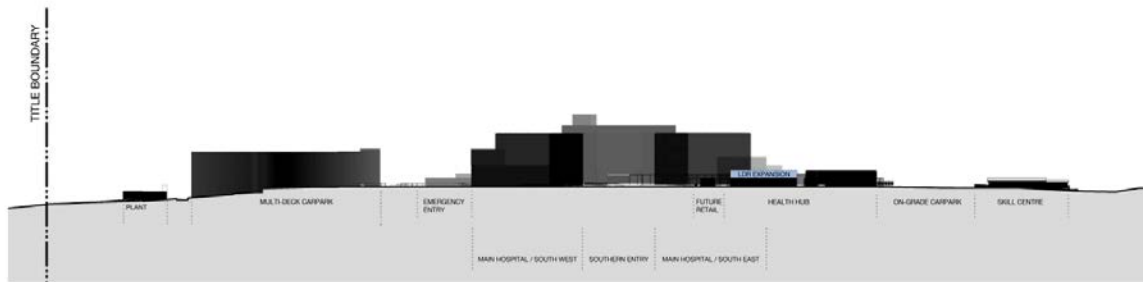 TITLE BOUNDARY
LDR EXPANSION
PLANT
MULTI-DECK CARPARK
EMERGENCY
ENTRY
FUTURE
RETAIL
HEALTH HUB
ON-GRADE CARPARK
SKILL CENTRE
MAIN HOSPITAL / SOUTH WEST
SOUTHERN ENTRY
MAIN HOSPITAL / SOUTH EAST